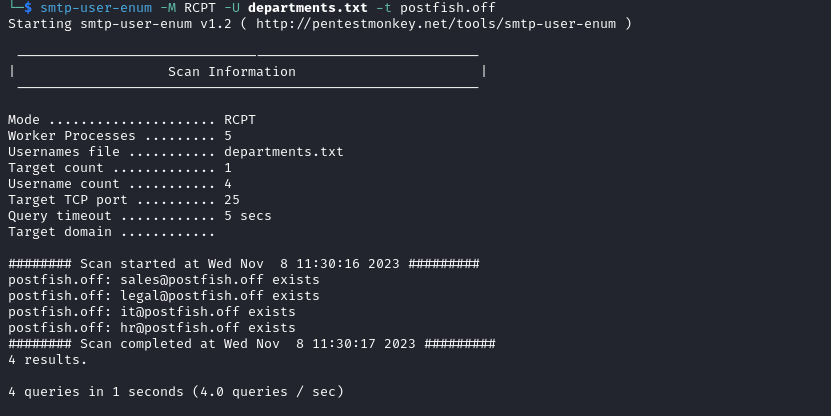 └─$ smtp-user-enum -M RCPT -U departments.txt -t postfish.off
Starting smtp-user-enum v1.2 ( http://pentestmonkey.net/tools/smtp-user-enum )
 ----------------------------------------------------------
|                   Scan Information                       |
 ----------------------------------------------------------
Mode ..................... RCPT
Worker Processes ......... 5
Usernames file ........... departments.txt
Target count ............. 1
Username count ........... 4
Target TCP port .......... 25
Query timeout ............ 5 secs
Target domain ............
######## Scan started at Wed Nov  8 11:30:16 2023 #########
postfish.off: sales@postfish.off exists
postfish.off: legal@postfish.off exists
postfish.off: it@postfish.off exists
postfish.off: hr@postfish.off exists
######## Scan completed at Wed Nov  8 11:30:17 2023 #########
4 results.
4 queries in 1 seconds (4.0 queries / sec)